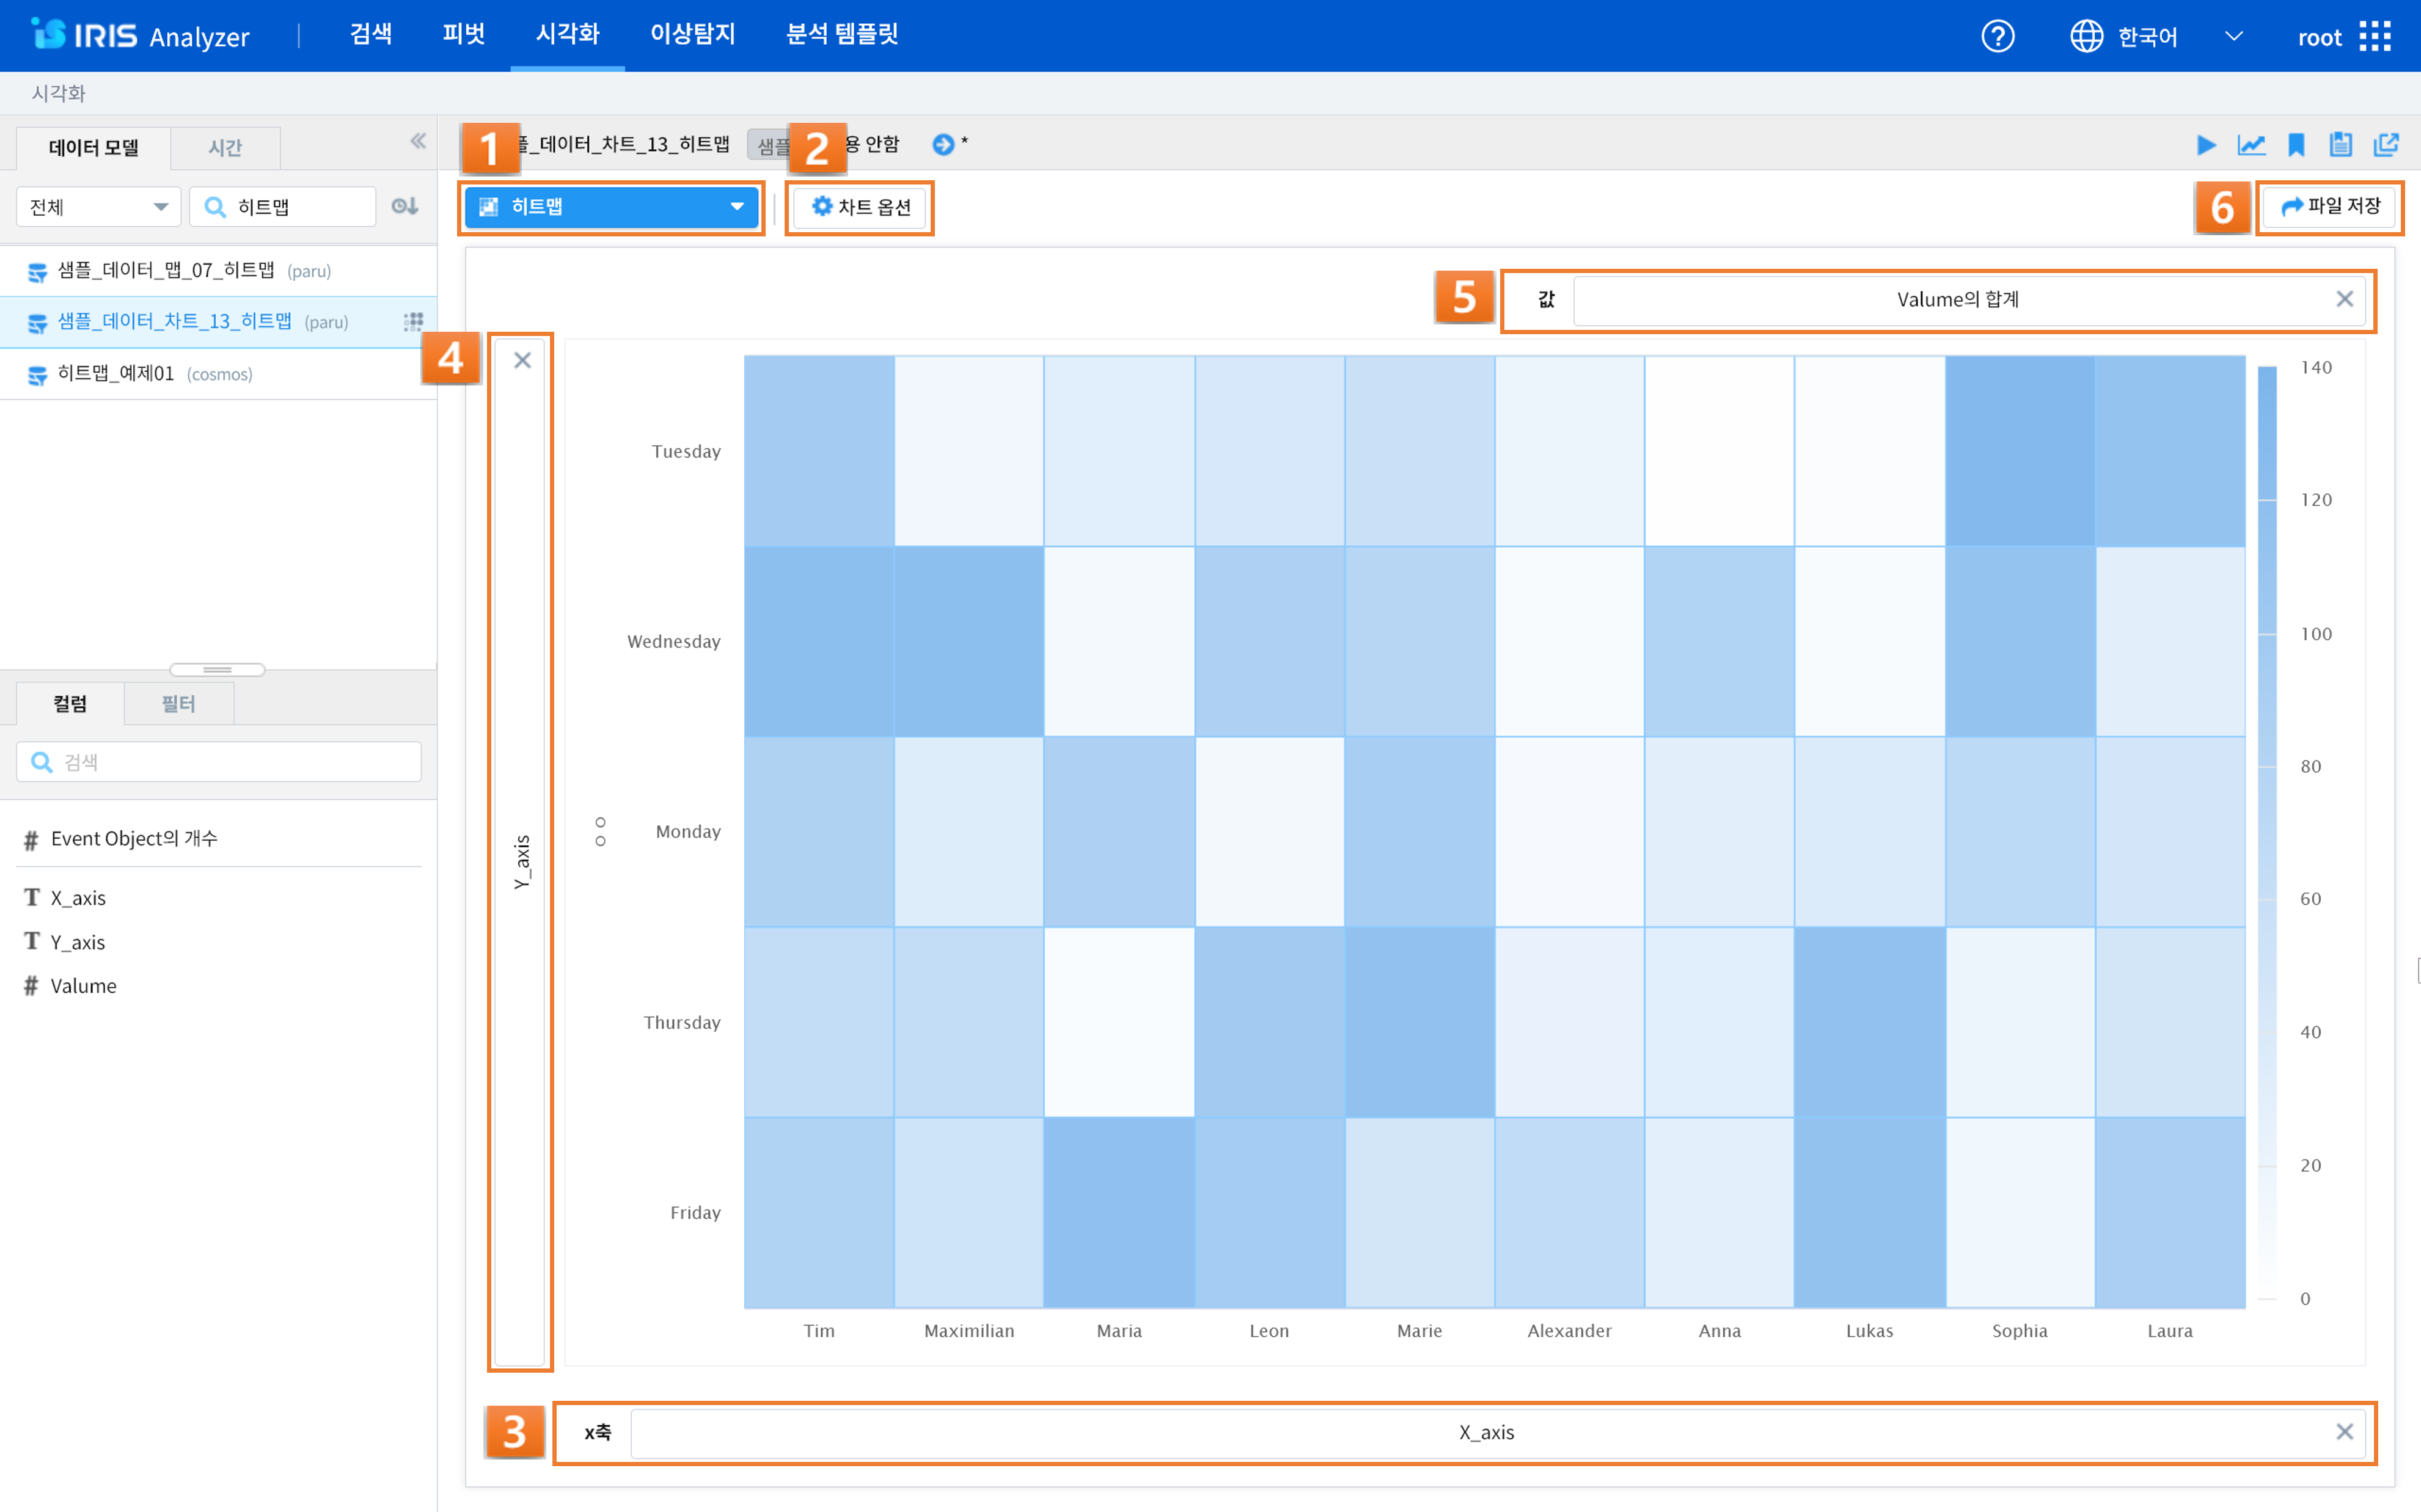 IRIS Analyzer
검색
피벗
시각화
이상탐지
분석 템플릿
?
한국어
root
시각화
데이터 모델
시간
전체
히트맵
샘플_데이터_맵_07_히트맵 (paru)
샘플_데이터_차트_13_히트맵 (paru)
히트맵_예제01 (cosmos)
컬럼
필터
검색
# Event Object의 개수
T X_axis
T Y_axis
# Valume
1
_데이터_차트_13_히트맵
샘플
2
용 안함
*
히트맵
차트 옵션
6
파일 저장
5
값
Valume의 합계
4
Y_axis
Tuesday
Wednesday
Monday
Thursday
Friday
140
120
100
80
60
40
20
0
Tim
Maximilian
Maria
Leon
Marie
Alexander
Anna
Lukas
Sophia
Laura
3
x축
X_axis